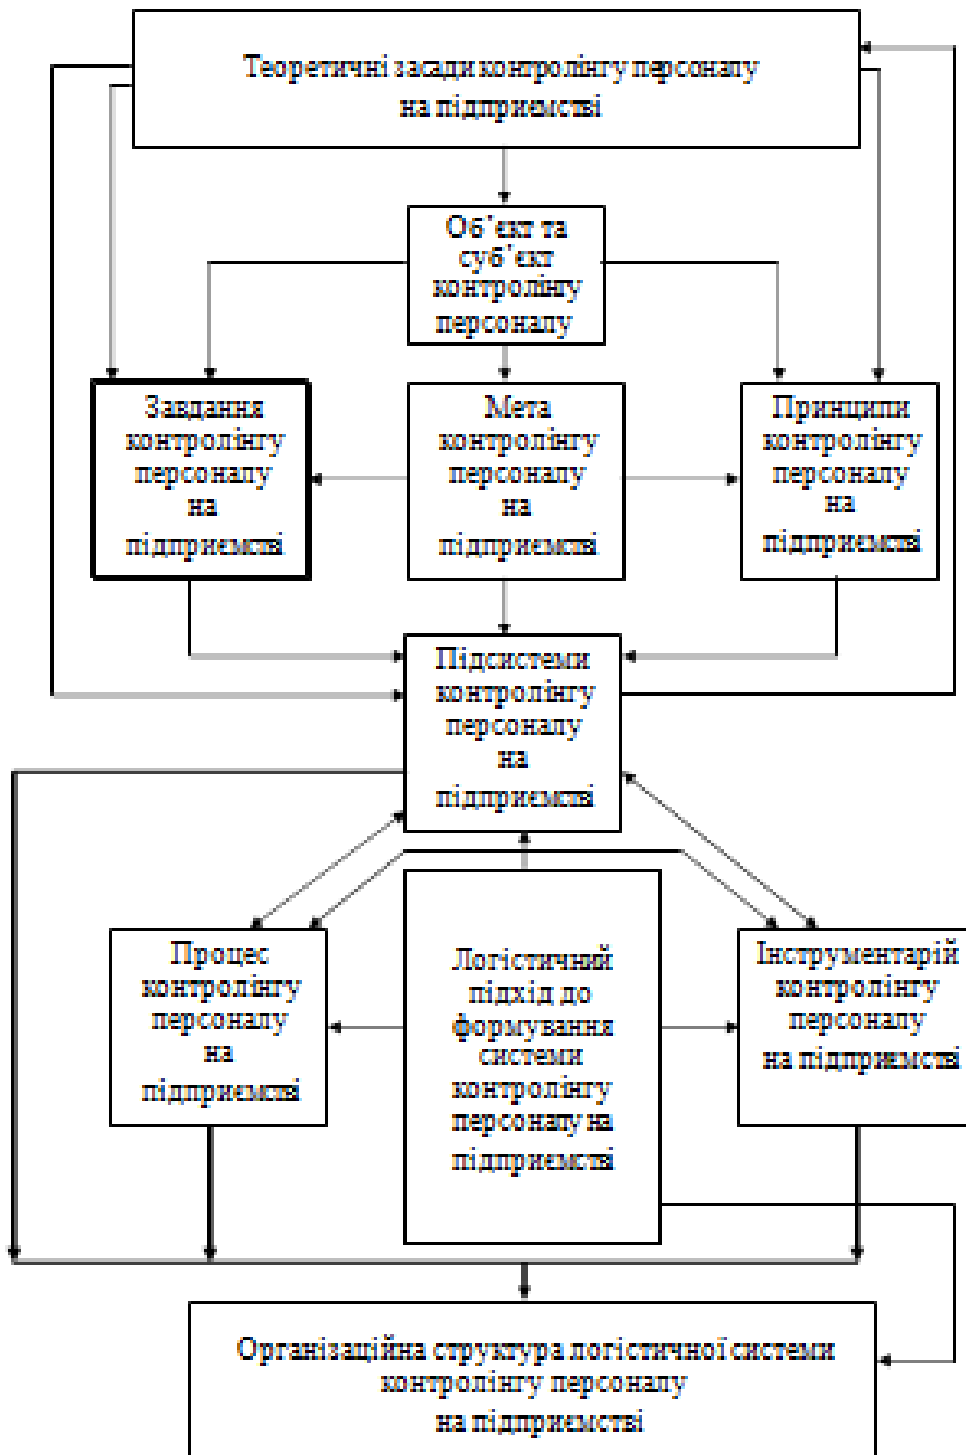 Теоретичні засади контролінгу персоналу
на підприємстві
Об’єкт та
суб’єкт
контролінгу
персоналу
Завдання
контролінгу
персоналу
на
підприємстві
Мета
контролінгу
персоналу
на
підприємстві
Принципи
контролінгу
персоналу
на
підприємстві
Підсистеми
контролінгу
персоналу
на
підприємстві
Процес
контролінгу
персоналу
на
підприємстві
Логістичний
підхід до
формування
системи
контролінгу
персоналу на
підприємстві
Інструментарій
контролінгу
персоналу
на підприємстві
Організаційна структура логістичної системи
контролінгу персоналу
на підприємстві